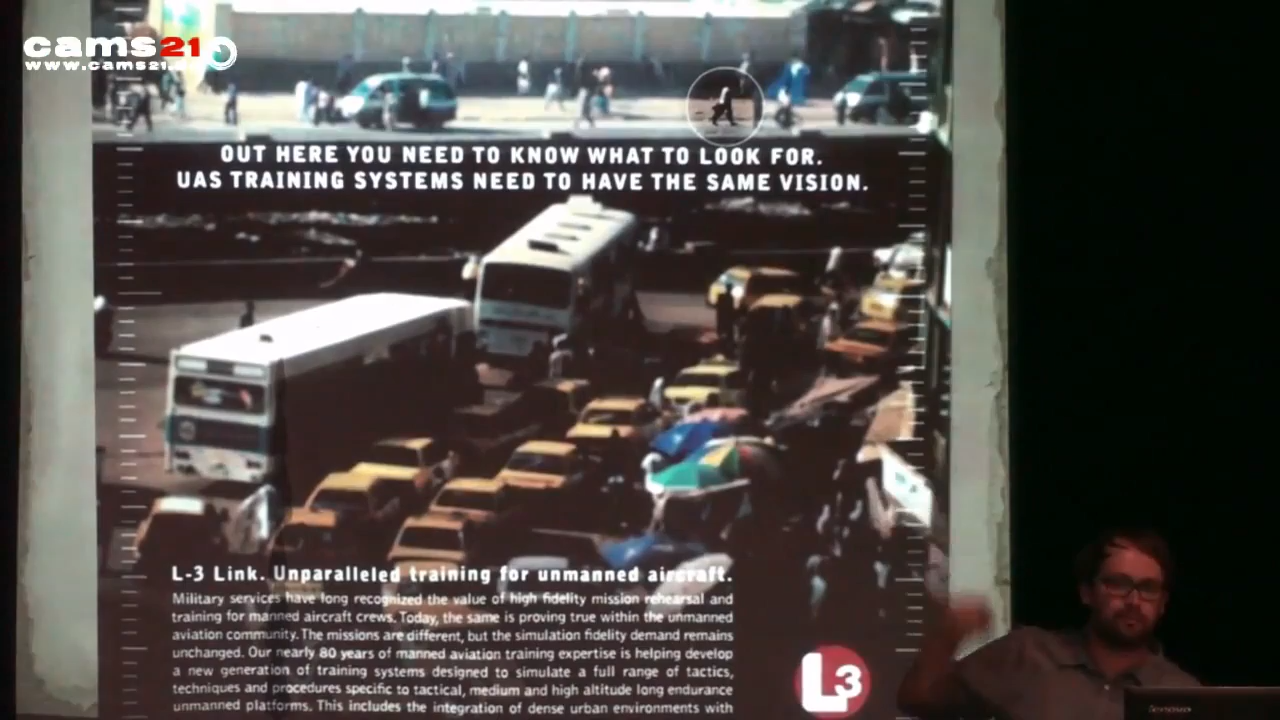 cams21
www.cams21.
OUT HERE YOU NEED TO KNOW WHAT TO LOOK FOR.
UAS TRAINING SYSTEMS NEED TO HAVE THE SAME VISION.
L-3 Link. Unparalleled training for unmanned aircraft.
Military services have long recognized the value of high fidelity mission rehearsal and
training for manned aircraft crews. Today, the same is proving true within the unmanned
aviation community. The missions are different, but the simulation fidelity demand remains
unchanged. Our nearly 80 years of manned aviation training expertise is helping develop
a new generation of training systems designed to simulate a full range of tactics,
techniques and procedures specific to tactical, medium and high altitude long endurance
unmanned platforms. This includes the integration of dense urban environments with
L3
lenovo